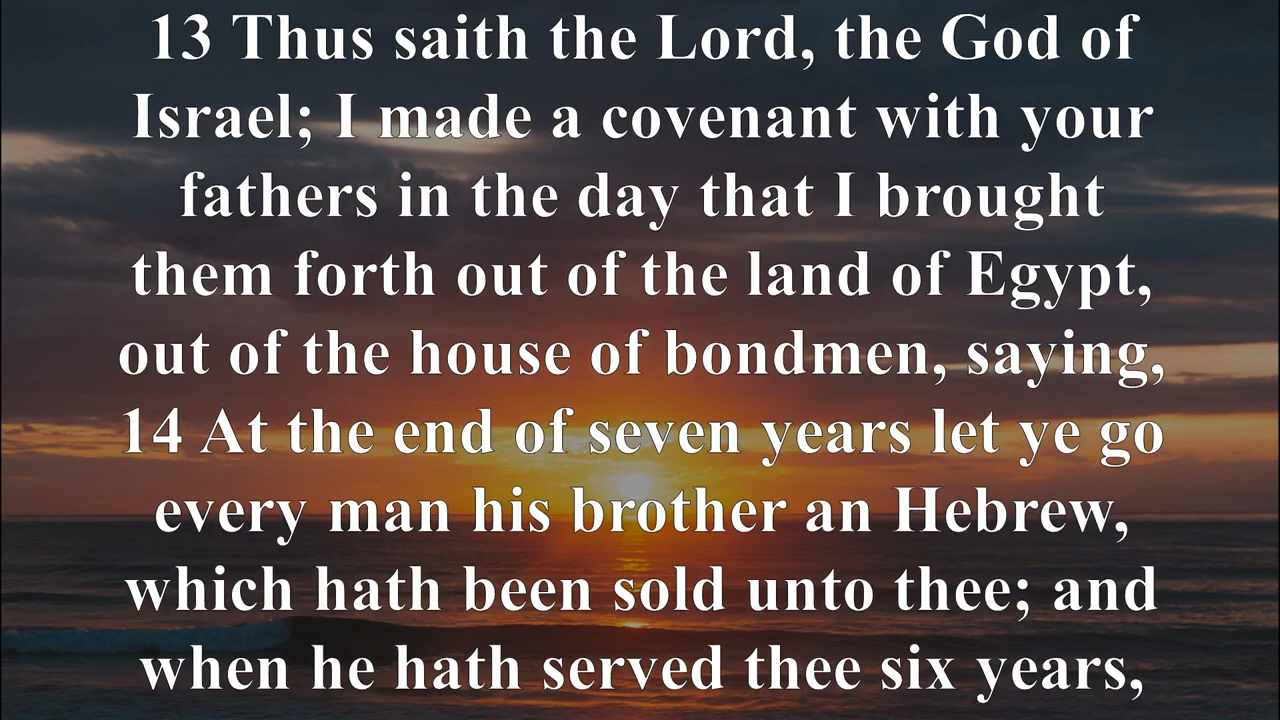 13 Thus saith the Lord, the God of
Israel; I made a covenant with your
fathers in the day that I brought
them forth out of the land of Egypt,
out of the house of bondmen, saying,
14 At the end of seven years let ye go
every man his brother an Hebrew,
which hath been sold unto thee; and
when he hath served thee six years,